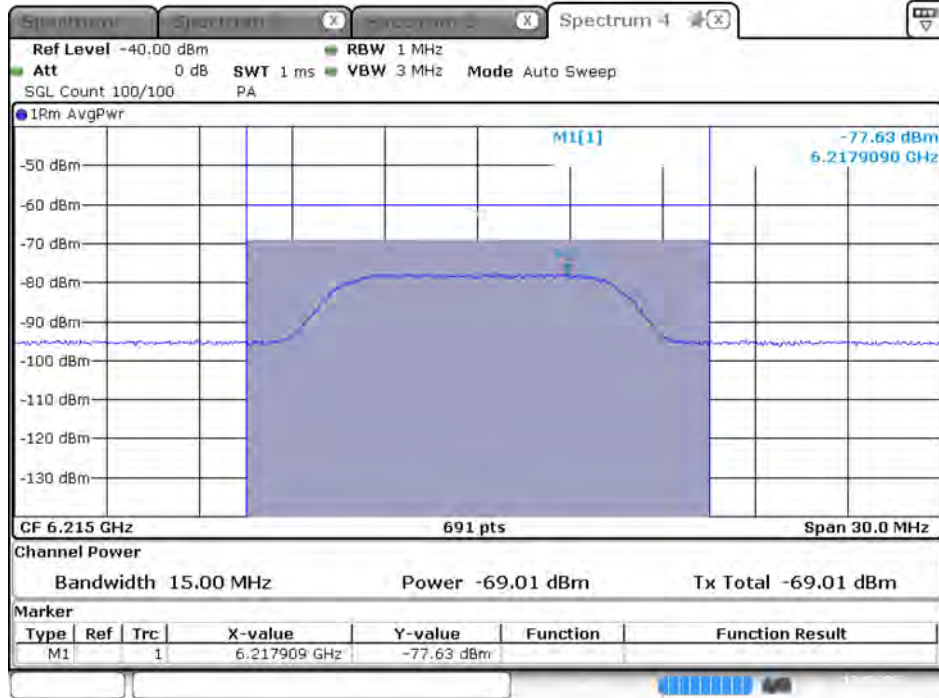 Spectrum 4
Ref Level -40.00 dBm RBW 1 MHz
Att 0 dB SWT 1 ms VBW 3 MHz Mode Auto Sweep
SGL Count 100/100 PA
1Rm AvgPwr
M1[1] -77.63 dBm
6.2179090 GHz
-50 dBm
-60 dBm
-70 dBm
-80 dBm
-90 dBm
-100 dBm
-110 dBm
-120 dBm
-130 dBm
CF 6.215 GHz 691 pts Span 30.0 MHz
Channel Power
Bandwidth 15.00 MHz Power -69.01 dBm Tx Total -69.01 dBm
Marker
Type Ref Trc X-value Y-value Function Function Result
M1 1 6.217909 GHz -77.63 dBm